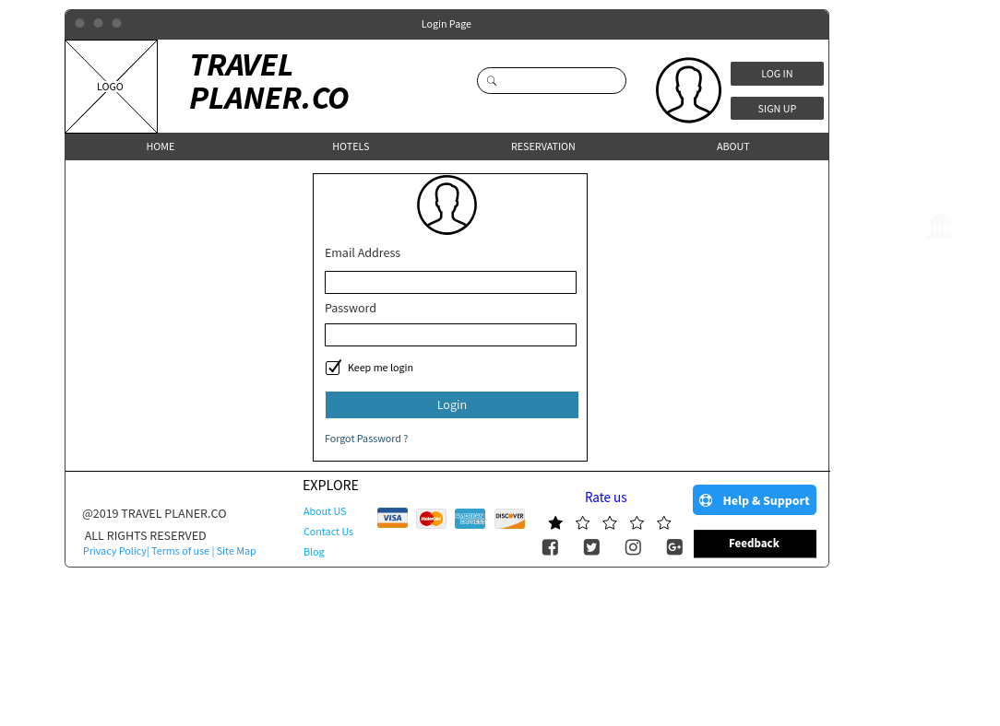 Login Page
LOGO
TRAVEL
PLANER.CO
LOG IN
SIGN UP
HOME
HOTELS
RESERVATION
ABOUT
Email Address
Password
Keep me login
Login
Forgot Password ?
@2019 TRAVEL PLANER.CO
ALL RIGHTS RESERVED
Privacy Policy| Terms of use | Site Map
EXPLORE
About US
Contact Us
Blog
VISA
MasterCard
AMERICAN
EXPRESS
DISCOVER
Rate us
G+
Help & Support
Feedback